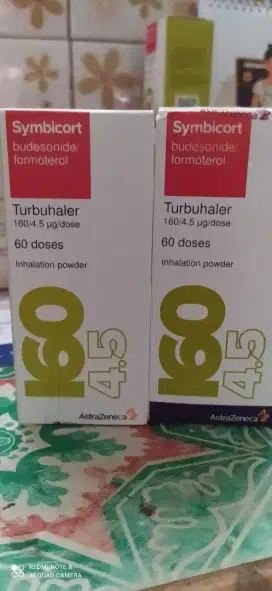 Symbicort
budesonide/
formoterol
Turbuhaler
160/4.5 µg/dose
60 doses
Inhalation powder
160
4.5
AstraZeneca
AstraZeneca
Symbicort
budesonide/
formoterol
Turbuhaler
160/4.5 µg/dose
60 doses
Inhalation powder
160
4.5
AstraZeneca
REDMI NOTE 8
AI QUAD CAMERA